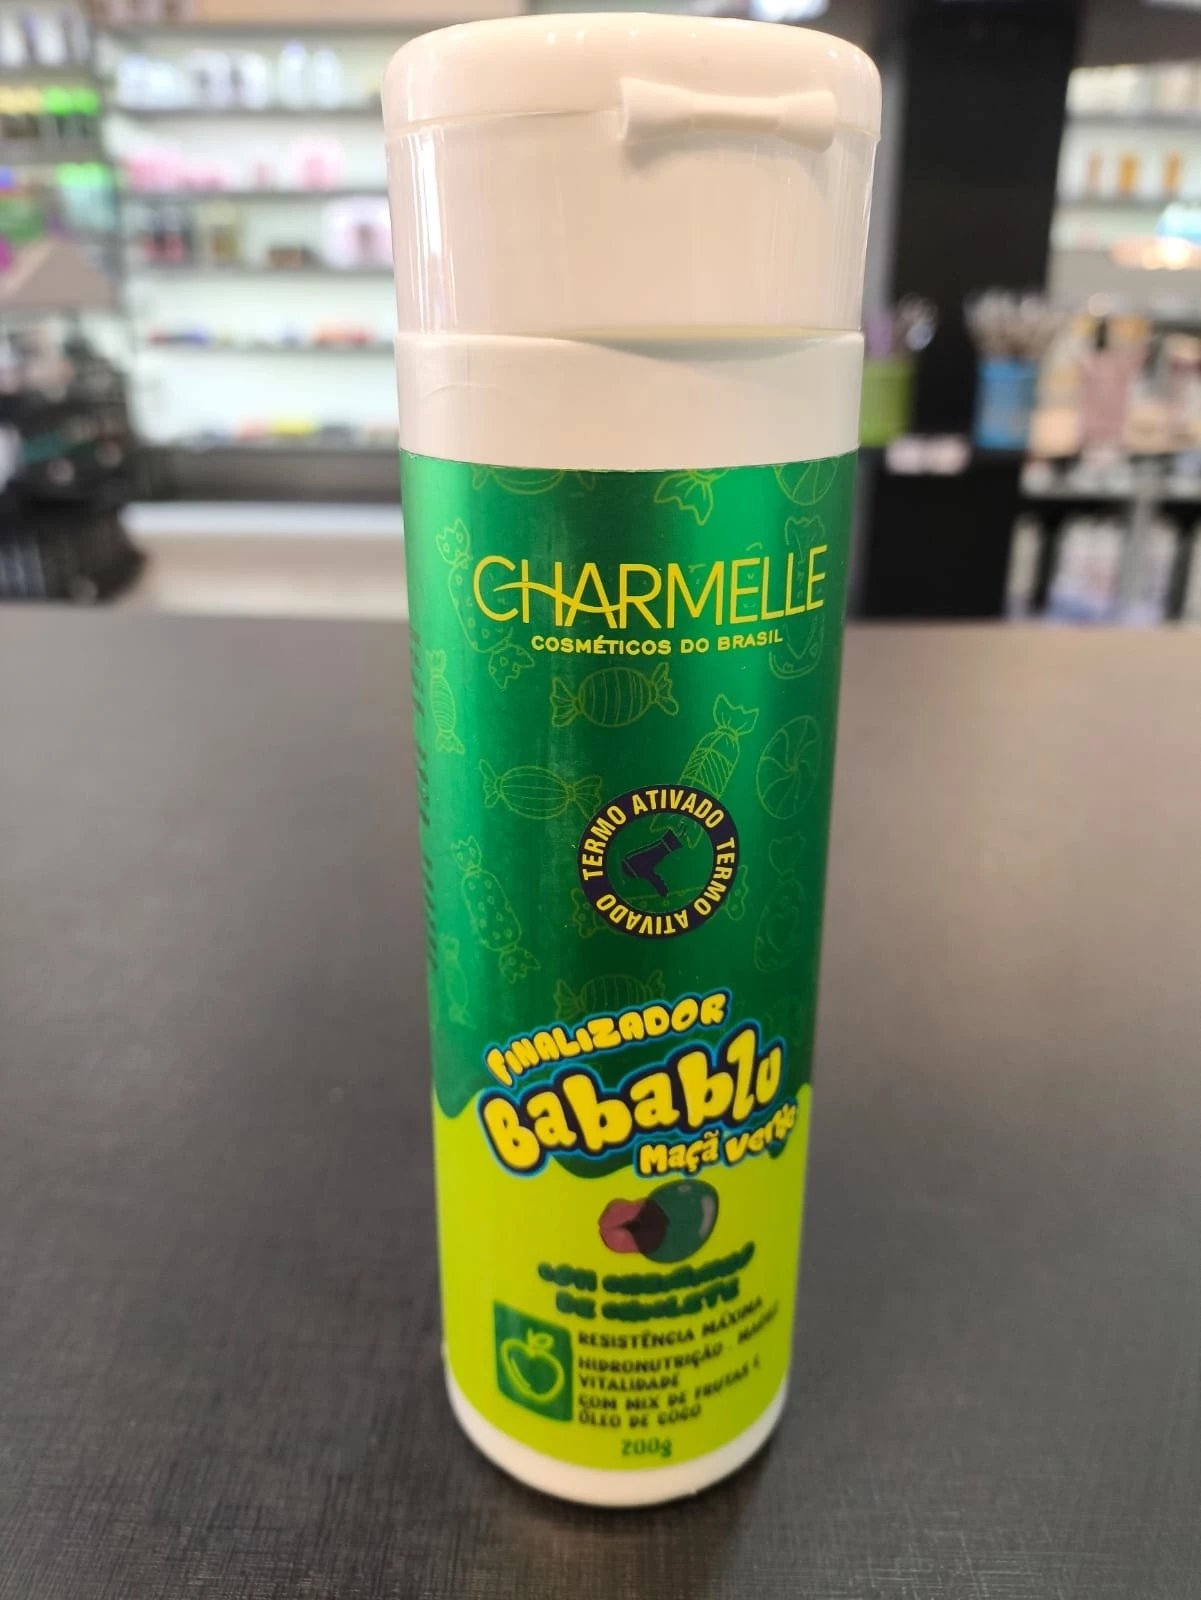 CHARMELLE
COSMÉTICOS DO BRASIL
TERMO ATIVADO TERMO ATIVADO
FINALIZADOR
Babablu
Maçã Verde
RESISTÊNCIA MÁXIMA
HIDRONUTRIÇÃO
VITALIDADE
COM MIX DE FRUTAS E
ÓLEO DE COCO
200g